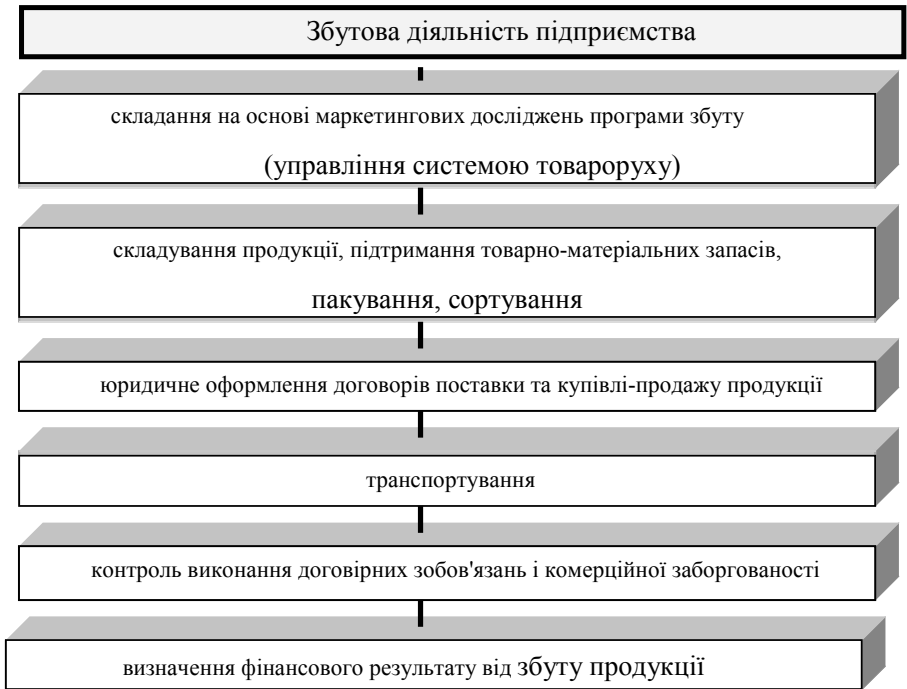 Збутова діяльність підприємства
складання на основі маркетингових досліджень програми збуту
(управління системою товароруху)
складування продукції, підтримання товарно-матеріальних запасів,
пакування, сортування
юридичне оформлення договорів поставки та купівлі-продажу продукції
транспортування
контроль виконання договірних зобов'язань і комерційної заборгованості
визначення фінансового результату від збуту продукції